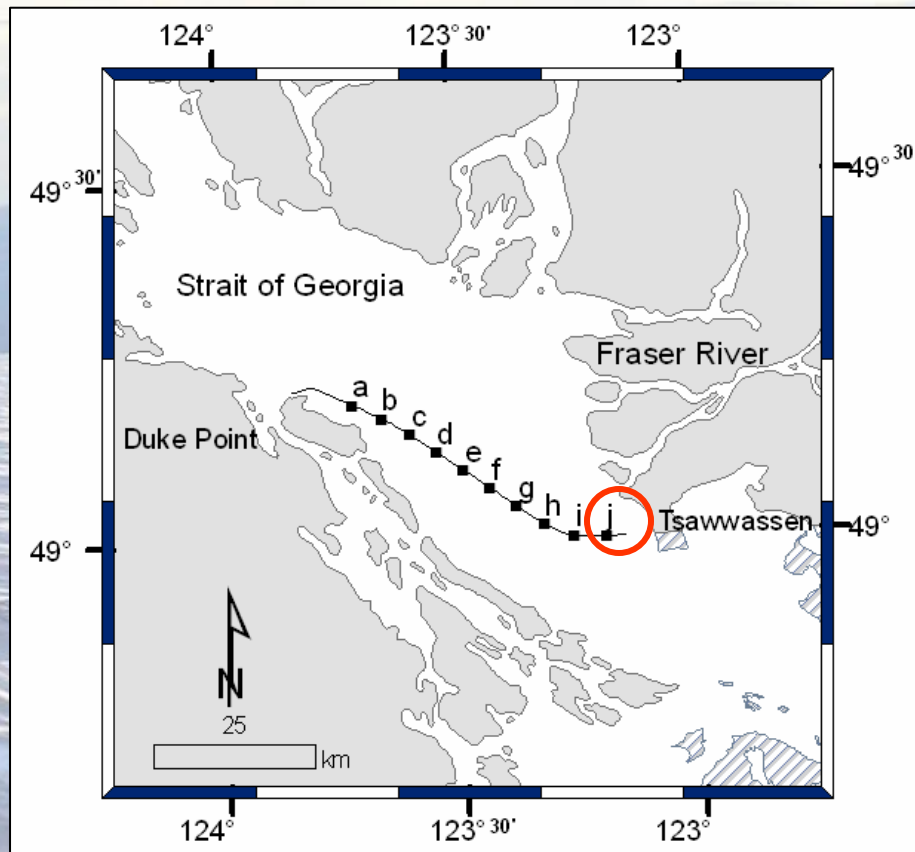 124° 123° 30' 123°
49° 30' 49° 30'
Strait of Georgia
Fraser River
a
b
Duke Point
c
d
e
f
g
h
i
j
Tsawwassen
49° 49°
N
25
km
124° 123° 30' 123°